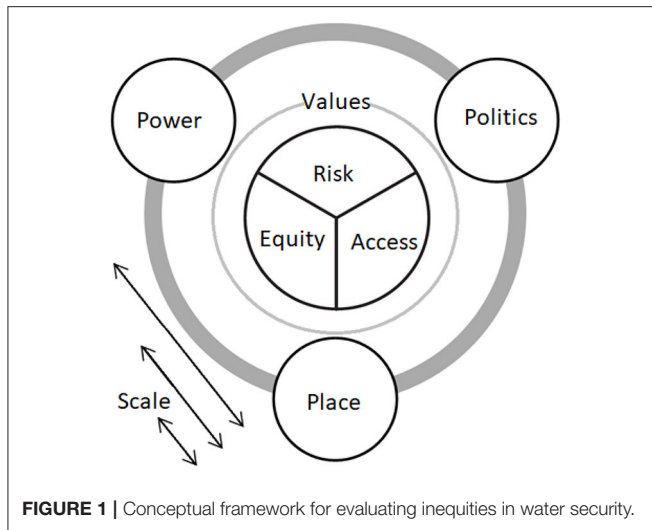 Values
Power
Politics
Risk
Equity
Access
Scale
Place
FIGURE 1 | Conceptual framework for evaluating inequities in water security.